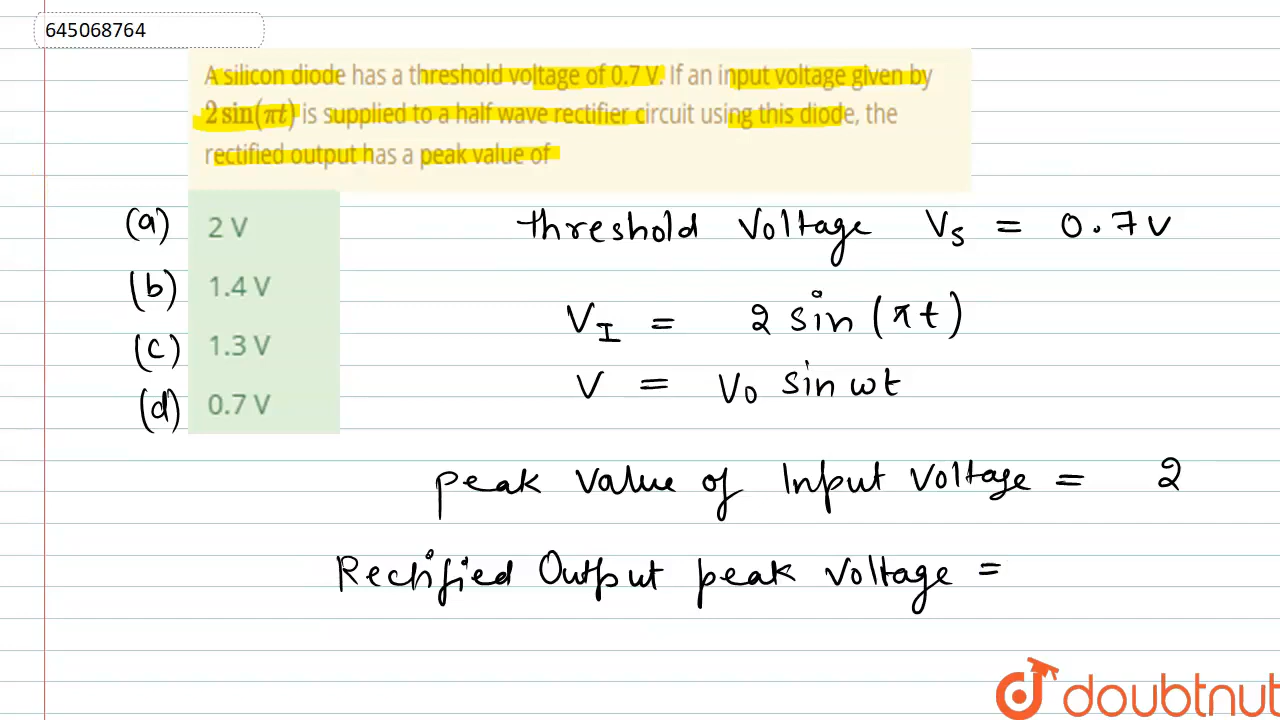 645068764
A silicon diode has a threshold voltage of 0.7 V. If an input voltage given by
2 sin(πt) is supplied to a half wave rectifier circuit using this diode, the
rectified output has a peak value of
(a) 2 V
(b) 1.4 V
(c) 1.3 V
(d) 0.7 V
threshold voltage Vs = 0.7 v
VI = 2 sin (πt)
V = V0 sin ωt
peak value of Input voltage = 2
Rectified Output peak voltage =
doubtnut